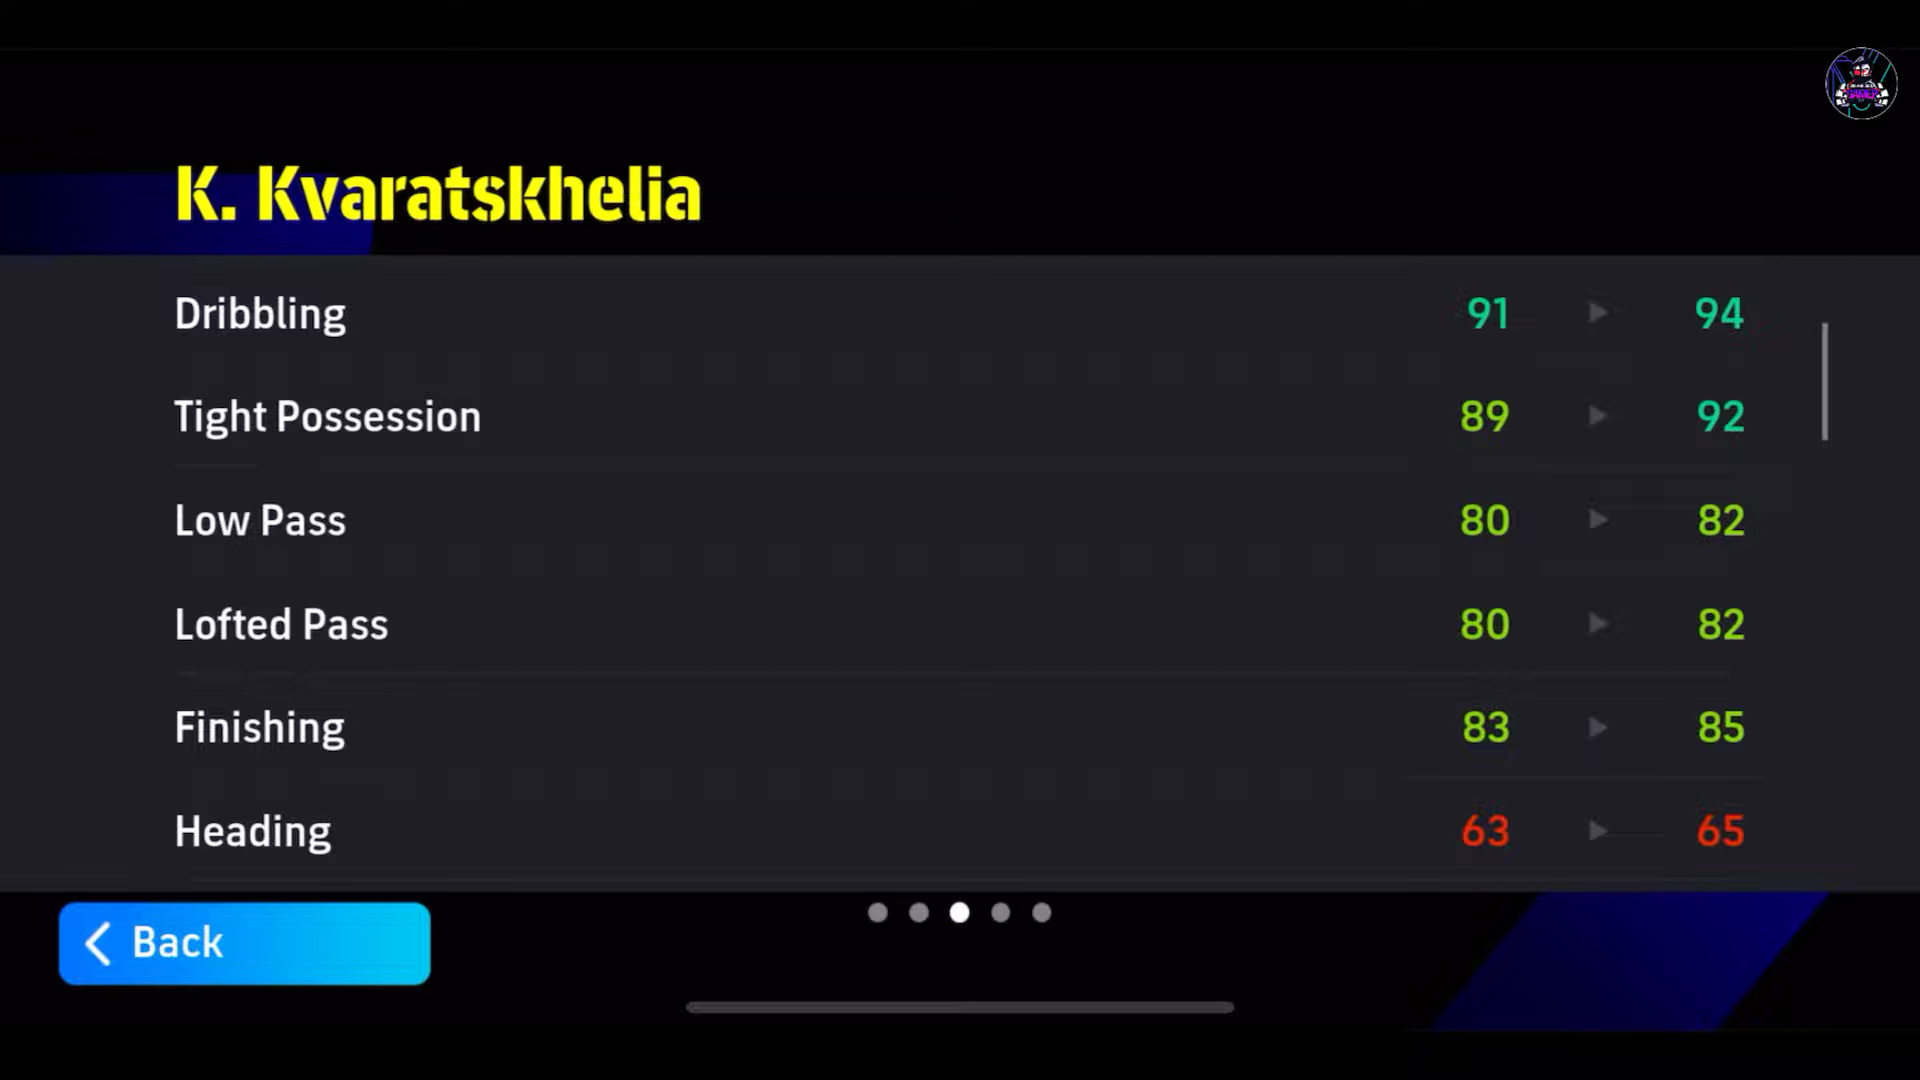 K. Kvaratskhelia
Dribbling 91 ▶ 94
Tight Possession 89 ▶ 92
Low Pass 80 ▶ 82
Lofted Pass 80 ▶ 82
Finishing 83 ▶ 85
Heading 63 ▶ 65
Back